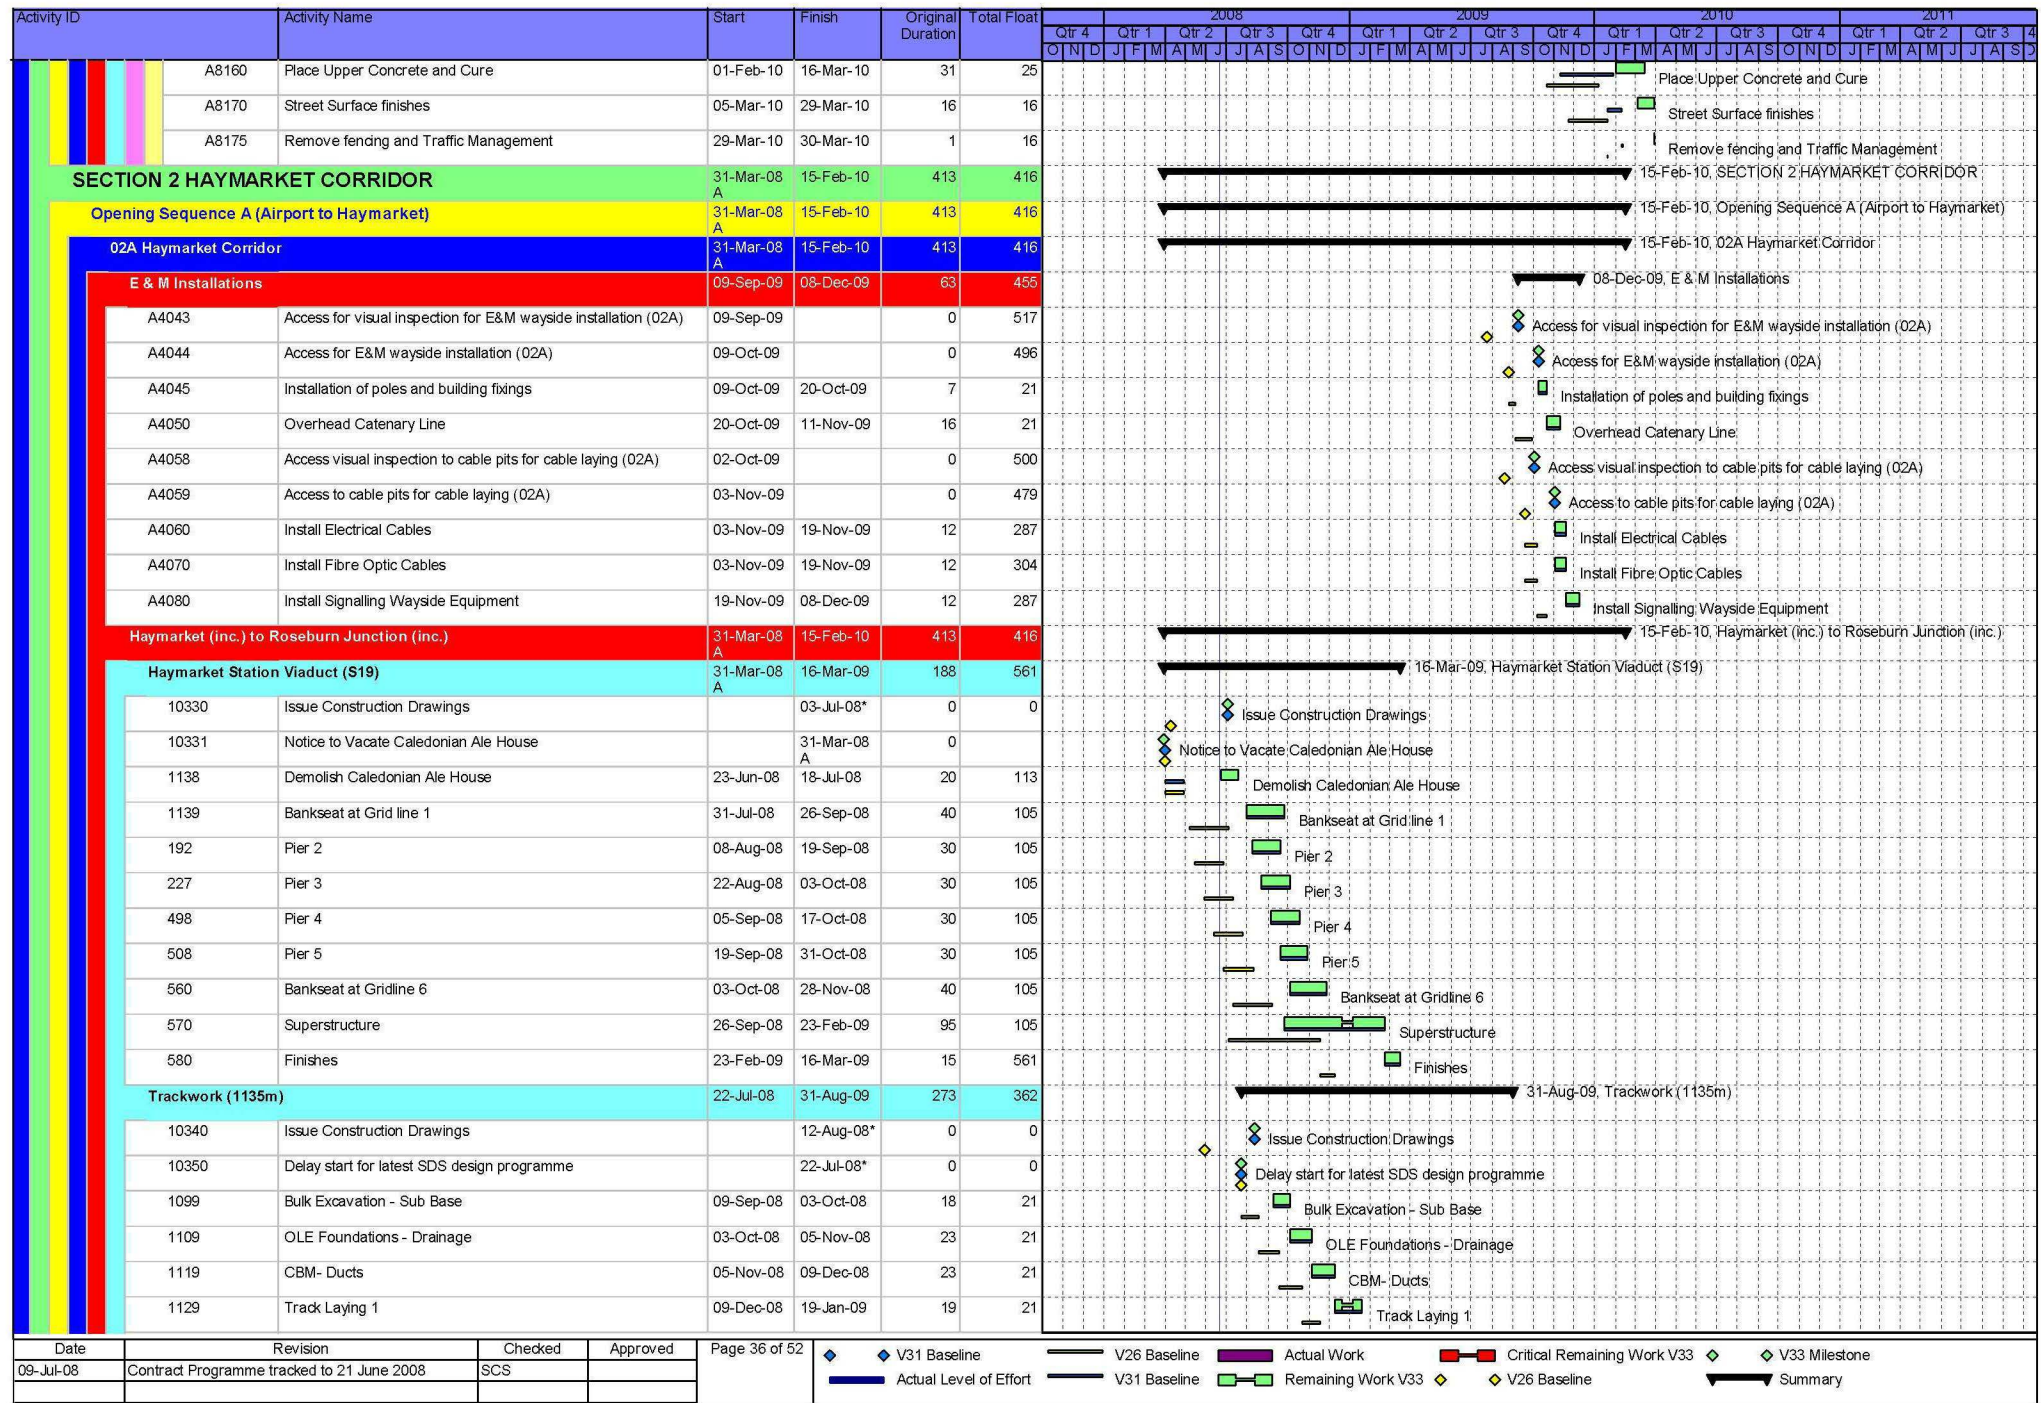 Activity ID Activity Name Start Finish Original Duration Total Float
2008 2009 2010 2011
Qtr 4 Qtr 1 Qtr 2 Qtr 3 Qtr 4 Qtr 1 Qtr 2 Qtr 3 Qtr 4 Qtr 1 Qtr 2 Qtr 3 Qtr 4 Qtr 1 Qtr 2 Qtr 3 4
O N D J F M A M J J A S O N D J F M A M J J A S O N D J F M A M J J A S O N D J F M A M J J A S D
A8160 Place Upper Concrete and Cure 01-Feb-10 16-Mar-10 31 25 Place Upper Concrete and Cure
A8170 Street Surface finishes 05-Mar-10 29-Mar-10 16 16 Street Surface finishes
A8175 Remove fencing and Traffic Management 29-Mar-10 30-Mar-10 1 16 Remove fencing and Traffic Management
SECTION 2 HAYMARKET CORRIDOR 31-Mar-08 A 15-Feb-10 413 416 15-Feb-10, SECTION 2 HAYMARKET CORRIDOR
Opening Sequence A (Airport to Haymarket) 31-Mar-08 A 15-Feb-10 413 416 15-Feb-10, Opening Sequence A (Airport to Haymarket)
02A Haymarket Corridor 31-Mar-08 A 15-Feb-10 413 416 15-Feb-10, 02A Haymarket Corridor
E & M Installations 09-Sep-09 08-Dec-09 63 455 08-Dec-09, E & M Installations
A4043 Access for visual inspection for E&M wayside installation (02A) 09-Sep-09 0 517 Access for visual inspection for E&M wayside installation (02A)
A4044 Access for E&M wayside installation (02A) 09-Oct-09 0 496 Access for E&M wayside installation (02A)
A4045 Installation of poles and building fixings 09-Oct-09 20-Oct-09 7 21 Installation of poles and building fixings
A4050 Overhead Catenary Line 20-Oct-09 11-Nov-09 16 21 Overhead Catenary Line
A4058 Access visual inspection to cable pits for cable laying (02A) 02-Oct-09 0 500 Access visual inspection to cable pits for cable laying (02A)
A4059 Access to cable pits for cable laying (02A) 03-Nov-09 0 479 Access to cable pits for cable laying (02A)
A4060 Install Electrical Cables 03-Nov-09 19-Nov-09 12 287 Install Electrical Cables
A4070 Install Fibre Optic Cables 03-Nov-09 19-Nov-09 12 304 Install Fibre Optic Cables
A4080 Install Signalling Wayside Equipment 19-Nov-09 08-Dec-09 12 287 Install Signalling Wayside Equipment
Haymarket (inc.) to Roseburn Junction (inc.) 31-Mar-08 A 15-Feb-10 413 416 15-Feb-10, Haymarket (inc.) to Roseburn Junction (inc.)
Haymarket Station Viaduct (S19) 31-Mar-08 A 16-Mar-09 188 561 16-Mar-09, Haymarket Station Viaduct (S19)
10330 Issue Construction Drawings 03-Jul-08* 0 0 Issue Construction Drawings
10331 Notice to Vacate Caledonian Ale House 31-Mar-08 A 0 Notice to Vacate Caledonian Ale House
1138 Demolish Caledonian Ale House 23-Jun-08 18-Jul-08 20 113 Demolish Caledonian Ale House
1139 Bankseat at Grid line 1 31-Jul-08 26-Sep-08 40 105 Bankseat at Grid line 1
192 Pier 2 08-Aug-08 19-Sep-08 30 105 Pier 2
227 Pier 3 22-Aug-08 03-Oct-08 30 105 Pier 3
498 Pier 4 05-Sep-08 17-Oct-08 30 105 Pier 4
508 Pier 5 19-Sep-08 31-Oct-08 30 105 Pier 5
560 Bankseat at Gridline 6 03-Oct-08 28-Nov-08 40 105 Bankseat at Gridline 6
570 Superstructure 26-Sep-08 23-Feb-09 95 105 Superstructure
580 Finishes 23-Feb-09 16-Mar-09 15 561 Finishes
Trackwork (1135m) 22-Jul-08 31-Aug-09 273 362 31-Aug-09, Trackwork (1135m)
10340 Issue Construction Drawings 12-Aug-08* 0 0 Issue Construction Drawings
10350 Delay start for latest SDS design programme 22-Jul-08* 0 0 Delay start for latest SDS design programme
1099 Bulk Excavation - Sub Base 09-Sep-08 03-Oct-08 18 21 Bulk Excavation - Sub Base
1109 OLE Foundations - Drainage 03-Oct-08 05-Nov-08 23 21 OLE Foundations - Drainage
1119 CBM- Ducts 05-Nov-08 09-Dec-08 23 21 CBM- Ducts
1129 Track Laying 1 09-Dec-08 19-Jan-09 19 21 Track Laying 1
Date Revision Checked Approved Page 36 of 52
09-Jul-08 Contract Programme tracked to 21 June 2008 SCS
V31 Baseline V26 Baseline Actual Work Critical Remaining Work V33 V33 Milestone
Actual Level of Effort V31 Baseline Remaining Work V33 V26 Baseline Summary